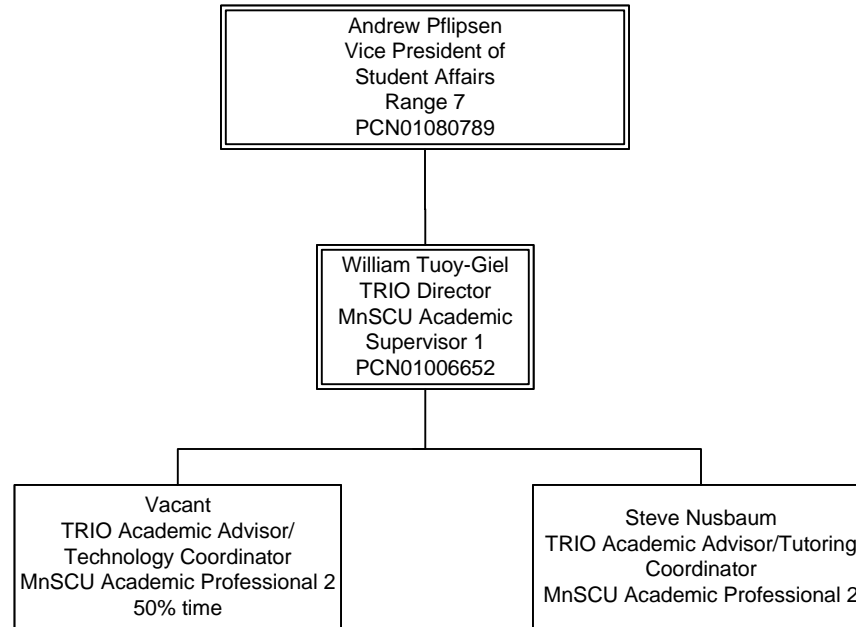 Andrew Pflipsen
Vice President of
Student Affairs
Range 7
PCN01080789
William Tuoy-Giel
TRIO Director
MnSCU Academic
Supervisor 1
PCN01006652
Vacant
TRIO Academic Advisor/
Technology Coordinator
MnSCU Academic Professional 2
50% time
Steve Nusbaum
TRIO Academic Advisor/Tutoring
Coordinator
MnSCU Academic Professional 2